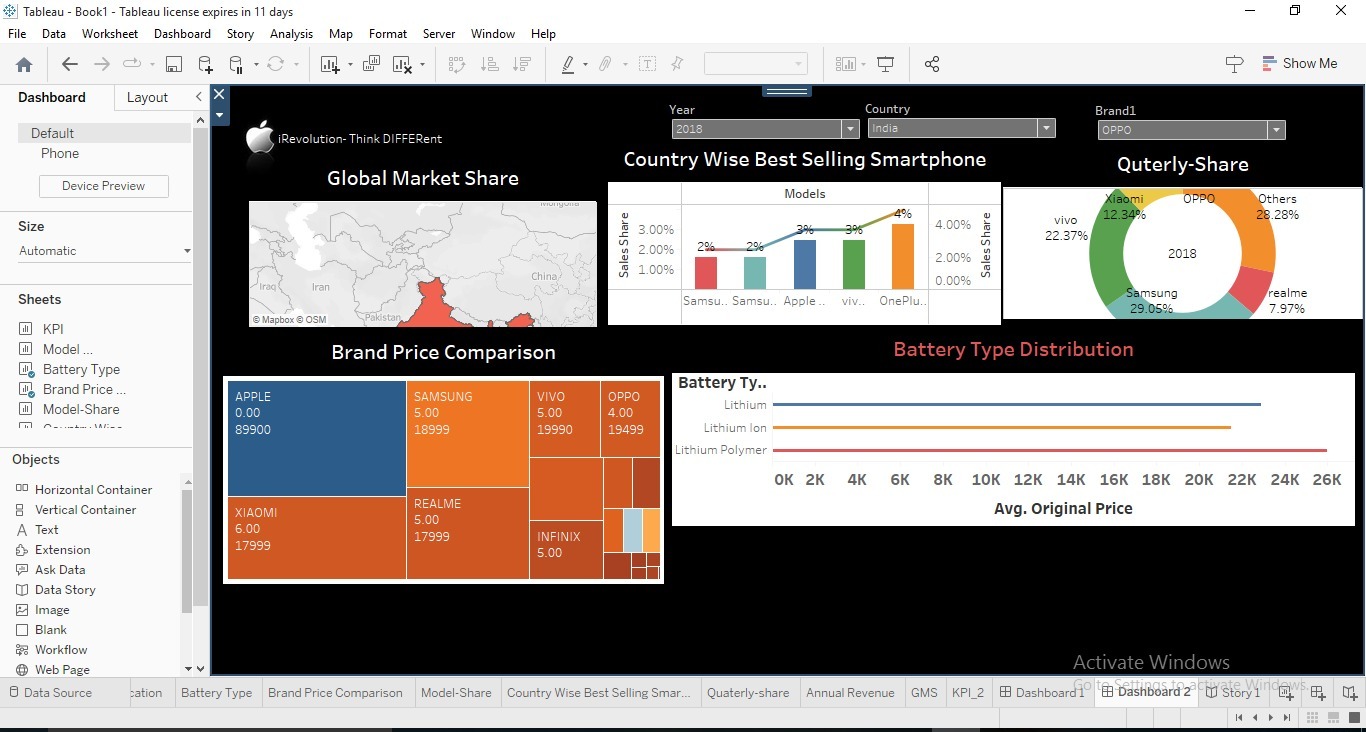 Tableau - Book1 - Tableau license expires in 11 days
File Data Worksheet Dashboard Story Analysis Map Format Server Window Help
Show Me
Dashboard Layout
Default
Phone
Device Preview
Size
Automatic
Sheets
KPI
Model ...
Battery Type
Brand Price ...
Model-Share
Objects
Horizontal Container
Vertical Container
Text
Extension
Ask Data
Data Story
Image
Blank
Workflow
Web Page
iRevolution- Think DIFFERent
Year
2018
Country
India
Brand1
OPPO
Global Market Share
Iraq
Iran
Pakistan
China
© Mapbox © OSM
Country Wise Best Selling Smartphone
Models
Sales Share
3.00%
2.00%
1.00%
2% 2% 3% 3% 4%
4.00%
2.00%
0.00%
Sales Share
Samsu.. Samsu.. Apple .. viv.. OnePlu..
Quterly-Share
Xiaomi
12.34%
OPPO
Others
28.28%
vivo
22.37%
2018
Samsung
29.05%
realme
7.97%
Brand Price Comparison
APPLE
0.00
89900
SAMSUNG
5.00
18999
VIVO
5.00
19990
OPPO
4.00
19499
XIAOMI
6.00
17999
REALME
5.00
17999
INFINIX
5.00
Battery Type Distribution
Battery Ty..
Lithium
Lithium Ion
Lithium Polymer
0K 2K 4K 6K 8K 10K 12K 14K 16K 18K 20K 22K 24K 26K
Avg. Original Price
Activate Windows
Go to Settings to activate Windows.
Data Source cation Battery Type Brand Price Comparison Model-Share Country Wise Best Selling Smar... Quaterly-share Annual Revenue GMS KPI_2 Dashboard 1 Dashboard 2 Story 1